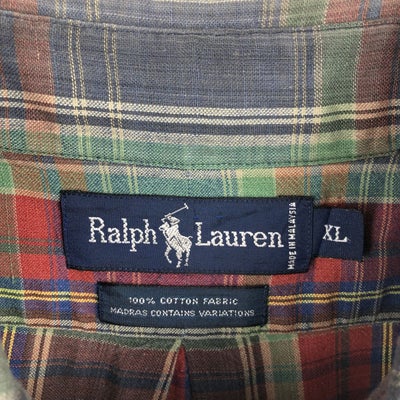 Ralph Lauren
MADE IN MALAYSIA
XL
100% COTTON FABRIC
MADRAS CONTAINS VARIATIONS